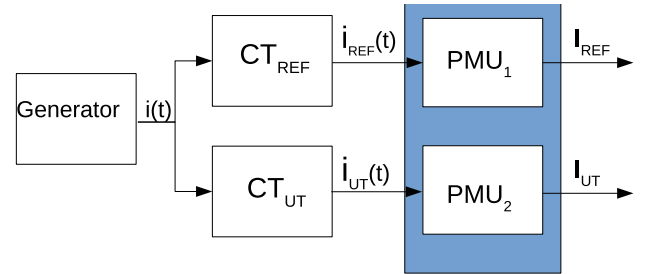 Generator
i(t)
CT_REF
i_REF(t)
PMU_1
I_REF
CT_UT
i_UT(t)
PMU_2
I_UT